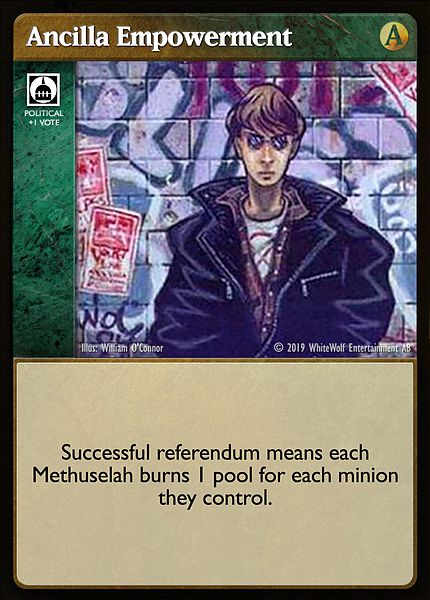 Ancilla Empowerment
A
POLITICAL
+1 VOTE
Illus: William O'Connor
© 2019 WhiteWolf Entertainment AB
Successful referendum means each
Methuselah burns 1 pool for each minion
they control.